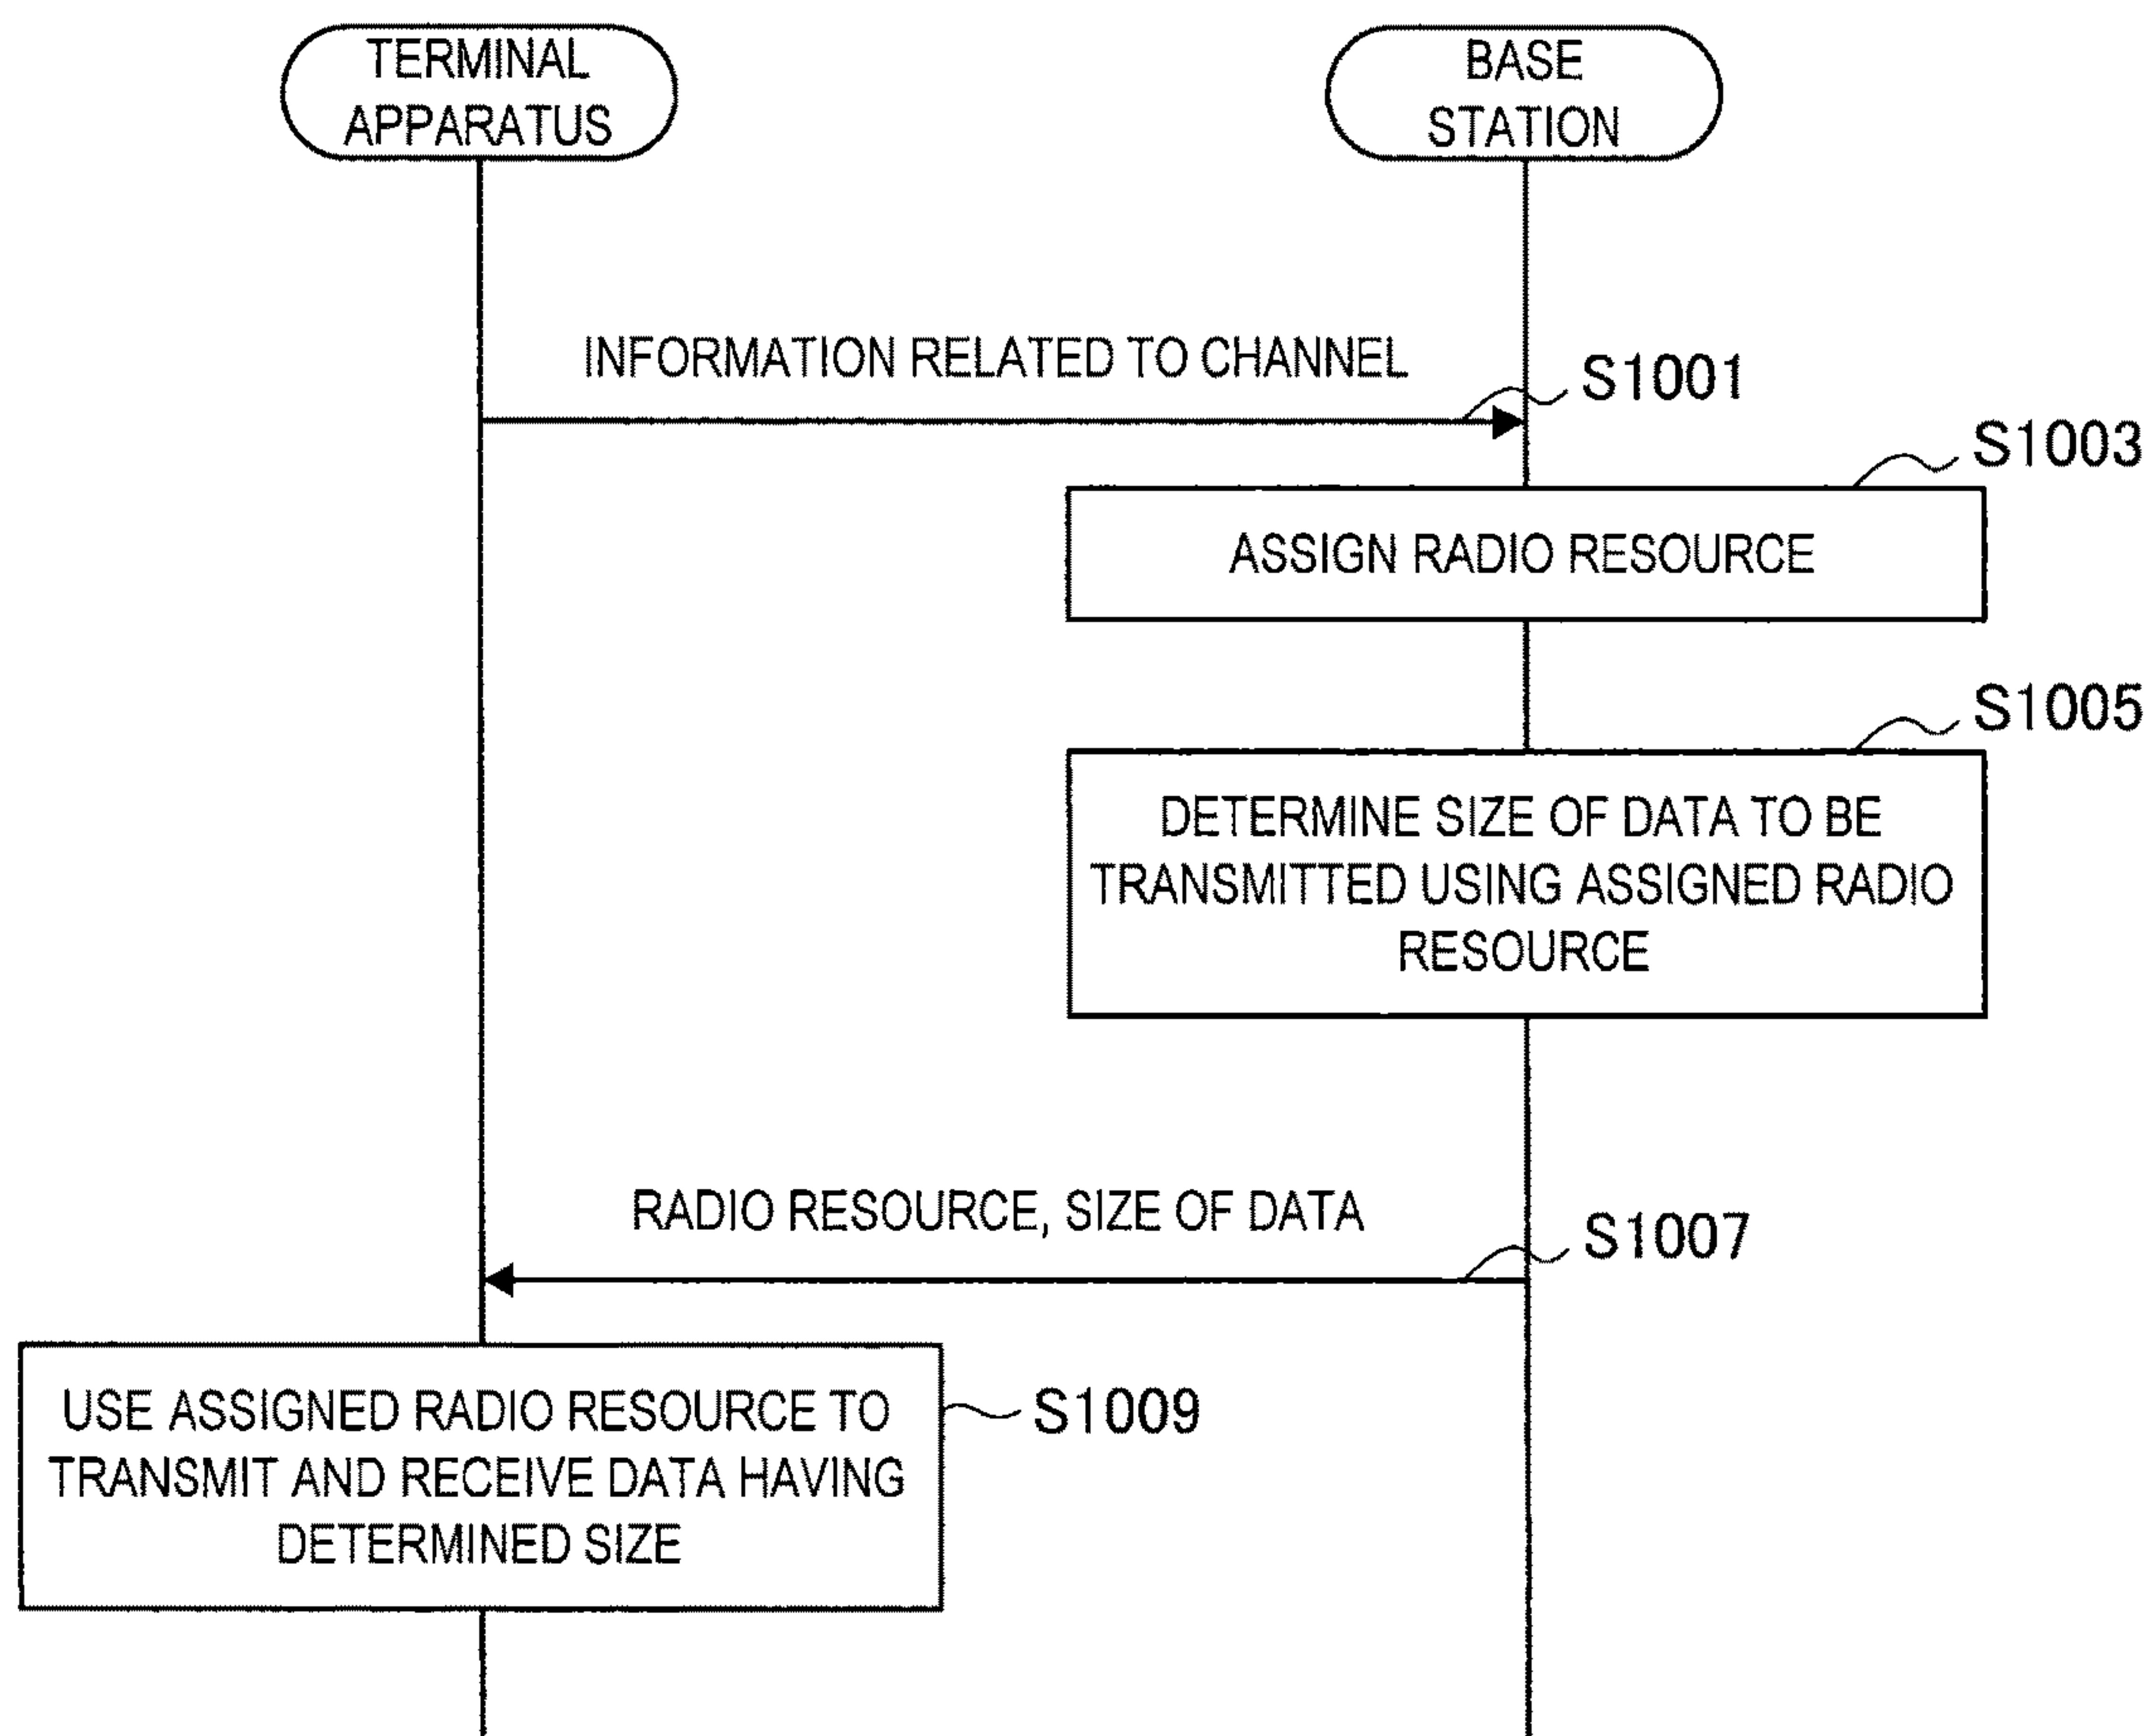 TERMINAL
APPARATUS
BASE
STATION
INFORMATION RELATED TO CHANNEL
S1001
S1003
ASSIGN RADIO RESOURCE
S1005
DETERMINE SIZE OF DATA TO BE
TRANSMITTED USING ASSIGNED RADIO
RESOURCE
RADIO RESOURCE, SIZE OF DATA
S1007
USE ASSIGNED RADIO RESOURCE TO
TRANSMIT AND RECEIVE DATA HAVING
DETERMINED SIZE
S1009